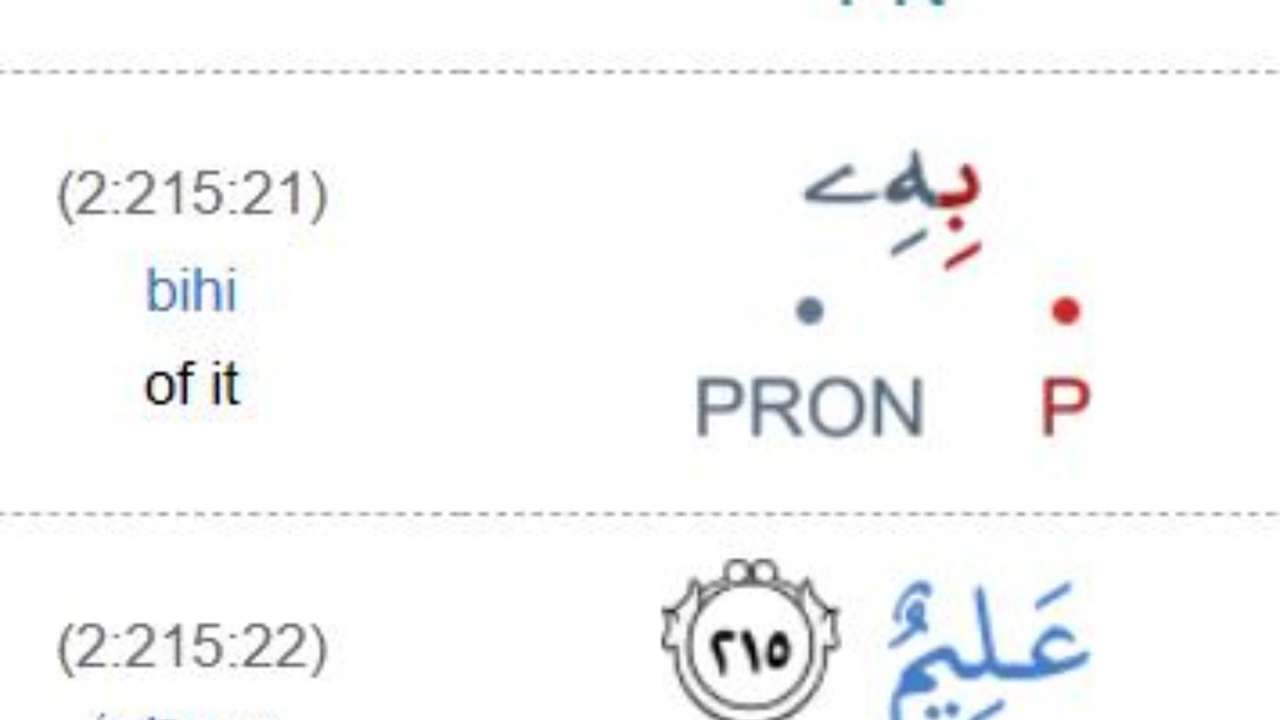 (2:215:21)
bihi
of it
بِهِۦ
PRON P
(2:215:22)
عَلِيمٌ ٢١٥